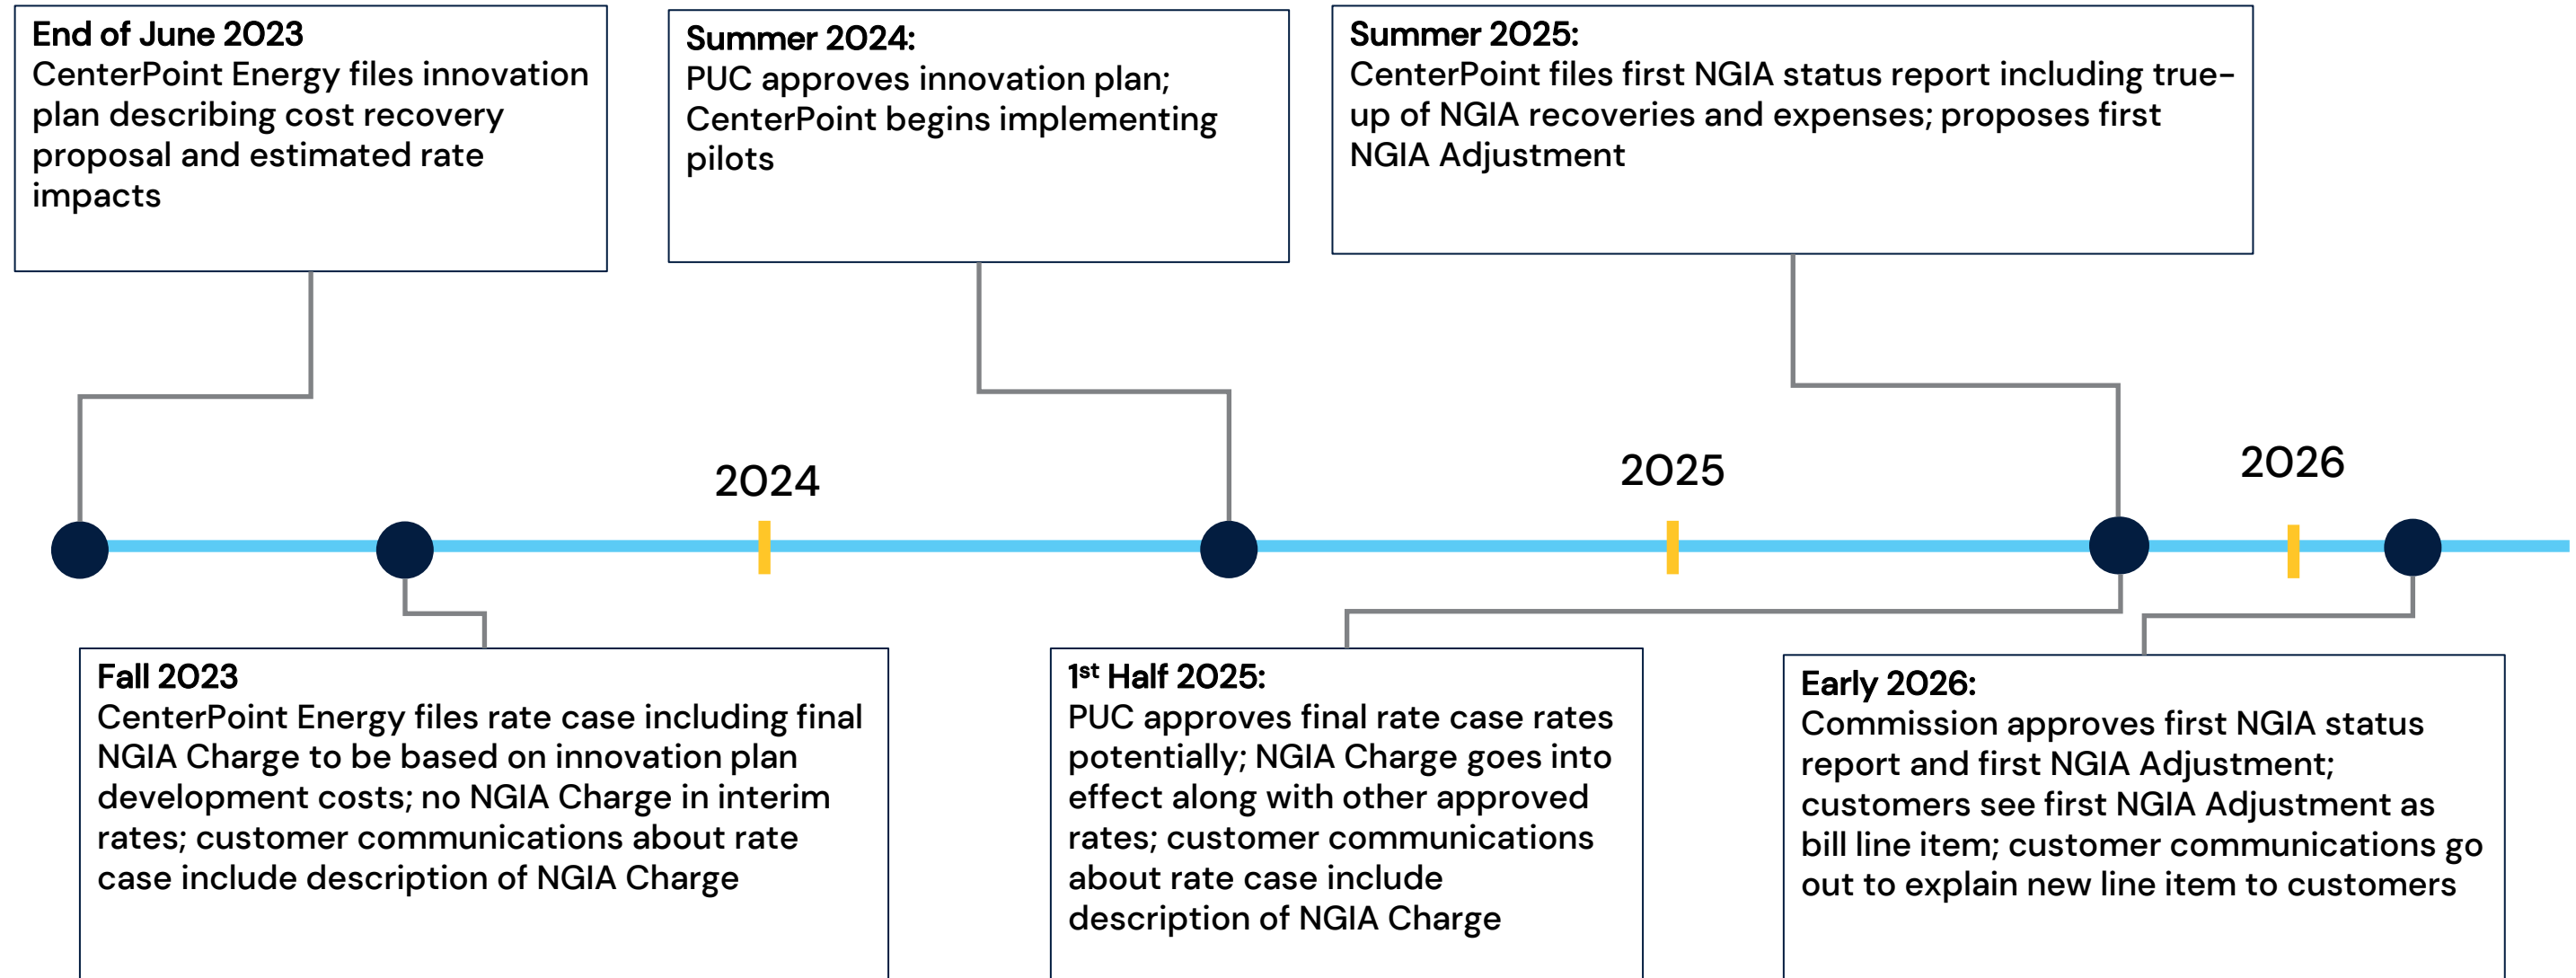 End of June 2023
CenterPoint Energy files innovation
plan describing cost recovery
proposal and estimated rate
impacts
Summer 2024:
PUC approves innovation plan;
CenterPoint begins implementing
pilots
Summer 2025:
CenterPoint files first NGIA status report including true-
up of NGIA recoveries and expenses; proposes first
NGIA Adjustment
2024
2025
2026
Fall 2023
CenterPoint Energy files rate case including final
NGIA Charge to be based on innovation plan
development costs; no NGIA Charge in interim
rates; customer communications about rate
case include description of NGIA Charge
1st Half 2025:
PUC approves final rate case rates
potentially; NGIA Charge goes into
effect along with other approved
rates; customer communications
about rate case include
description of NGIA Charge
Early 2026:
Commission approves first NGIA status
report and first NGIA Adjustment;
customers see first NGIA Adjustment as
bill line item; customer communications go
out to explain new line item to customers